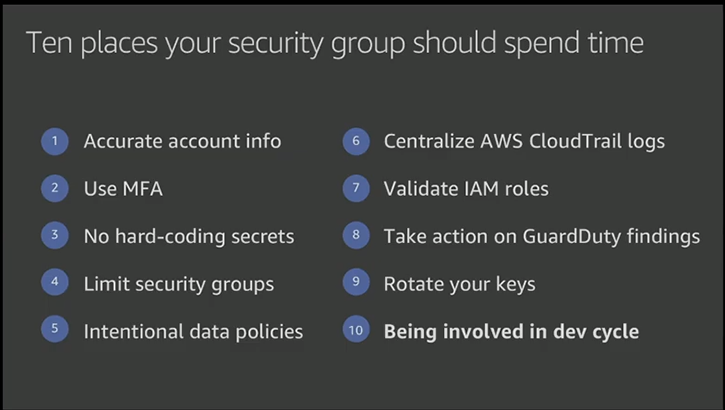 Ten places your security group should spend time
1 Accurate account info
2 Use MFA
3 No hard-coding secrets
4 Limit security groups
5 Intentional data policies
6 Centralize AWS CloudTrail logs
7 Validate IAM roles
8 Take action on GuardDuty findings
9 Rotate your keys
10 Being involved in dev cycle